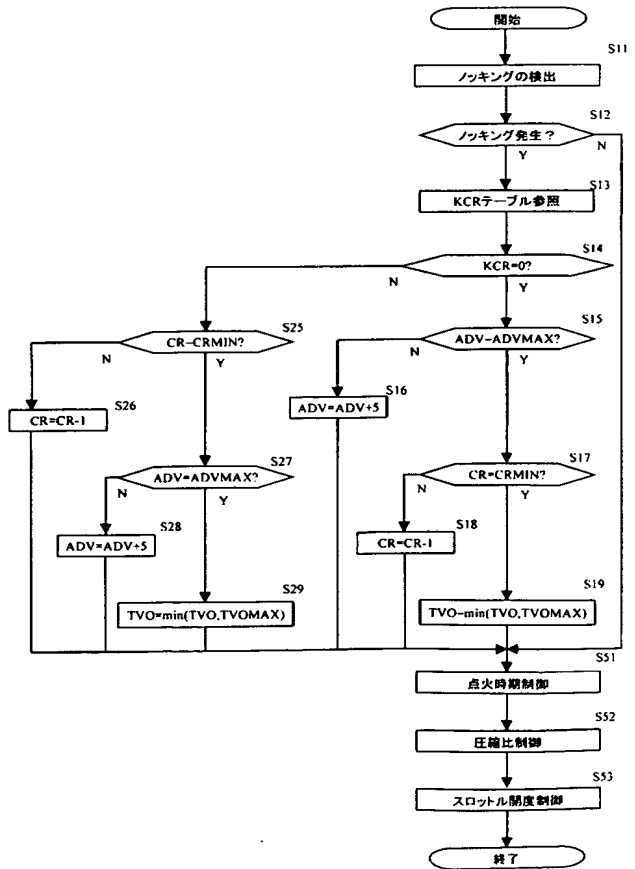 開始
S11
ノッキングの検出
S12
ノッキング発生？
N
Y
S13
KCRテーブル参照
S14
KCR=0?
N
Y
S25
CR-CRMIN?
N
Y
S15
ADV-ADVMAX?
N
Y
S26
CR=CR-1
S16
ADV=ADV+5
S27
ADV=ADVMAX?
N
Y
S17
CR=CRMIN?
N
Y
S28
ADV=ADV+5
S18
CR=CR-1
S29
TVO=min(TVO,TVOMAX)
S19
TVO-min(TVO,TVOMAX)
S51
点火時期制御
S52
圧縮比制御
S53
スロットル開度制御
終了